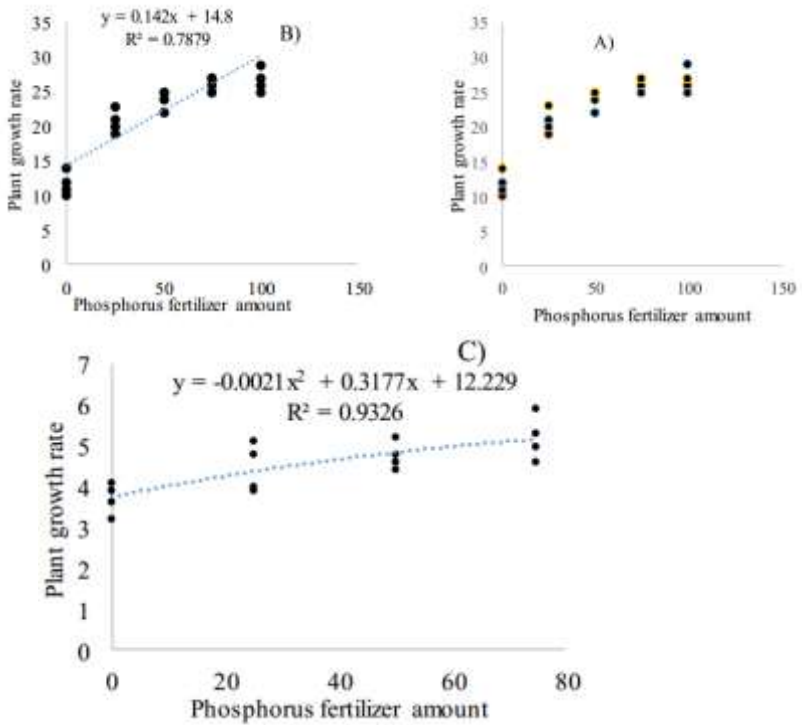 y = 0.142x + 14.8
R² = 0.7879
B)
35
30
25
20
15
10
5
0
Plant growth rate
0 50 100 150
Phosphorus fertilizer amount
A)
35
30
25
20
15
10
5
0
Plant growth rate
0 50 100 150
Phosphorus fertilizer amount
C)
y = -0.0021x² + 0.3177x + 12.229
R² = 0.9326
7
6
5
4
3
2
1
0
Plant growth rate
0 20 40 60 80
Phosphorus fertilizer amount